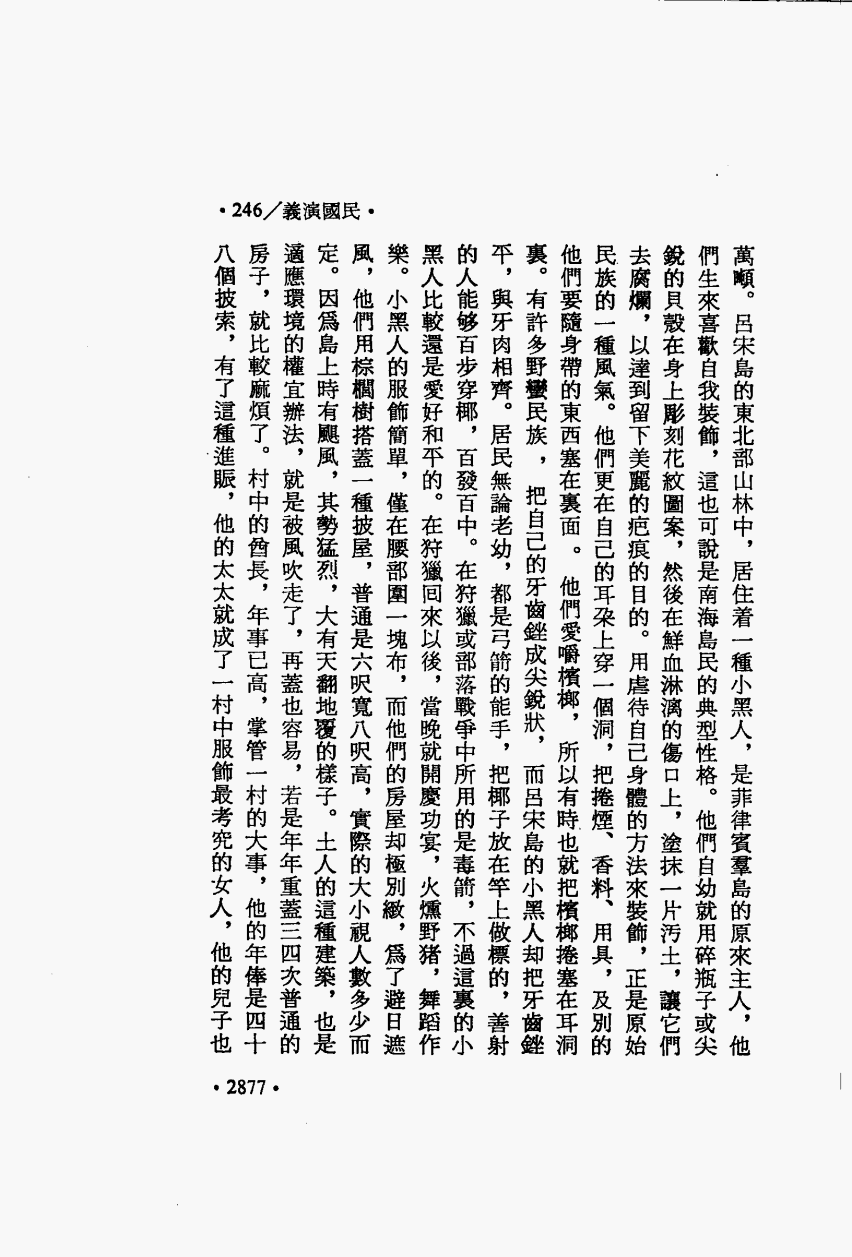 •246／義演國民•
萬噸。呂宋島的東北部山林中，居住着一種小黑人，是菲律賓羣島的原來主人，他
們生來喜歡自我裝飾，這也可說是南海島民的典型性格。他們自幼就用碎瓶子或尖
銳的貝殼在身上彫刻花紋圖案，然後在鮮血淋漓的傷口上，塗抹一片污土，讓它們
去腐爛，以達到留下美麗的疤痕的目的。用虐待自己身體的方法來裝飾，正是原始
民族的一種風氣。他們更在自己的耳朶上穿一個洞，把捲煙、香料、用具，及別的
他們要隨身帶的東西塞在裏面。他們愛嚼檳榔，所以有時也就把檳榔捲塞在耳洞
裏。有許多野蠻民族，把自己的牙齒銼成尖銳狀，而呂宋島的小黑人却把牙齒銼
平，與牙肉相齊。居民無論老幼，都是弓箭的能手，把椰子放在竿上做標的，善射
的人能够百步穿椰，百發百中。在狩獵或部落戰爭中所用的是毒箭，不過這裏的小
黑人比較還是愛好和平的。在狩獵回來以後，當晚就開慶功宴，火燻野猪，舞蹈作
樂。小黑人的服飾簡單，僅在腰部圍一塊布，而他們的房屋却極別緻，爲了避日遮
風，他們用棕櫚樹搭蓋一種披屋，普通是六呎寬八呎高，實際的大小視人數多少而
定。因爲島上時有颶風，其勢猛烈，大有天翻地覆的樣子。土人的這種建築，也是
適應環境的權宜辦法，就是被風吹走了，再蓋也容易，若是年年重蓋三四次普通的
房子，就比較麻煩了。村中的酋長，年事已高，掌管一村的大事，他的年俸是四十
八個披索，有了這種進賬，他的太太就成了一村中服飾最考究的女人，他的兒子也
•2877•